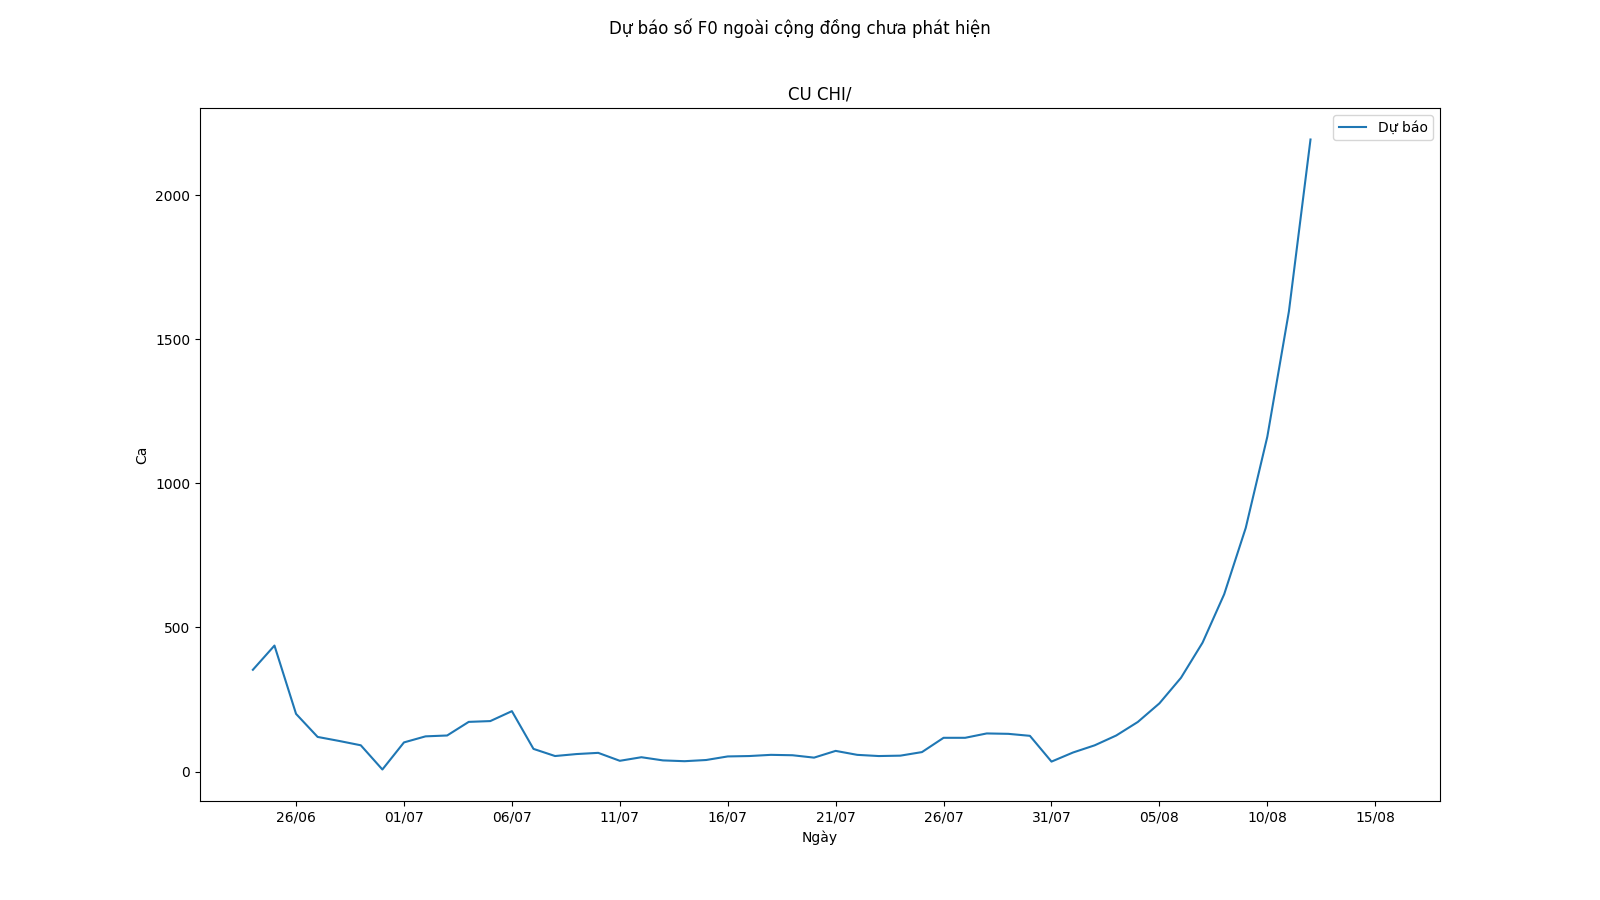 Dự báo số F0 ngoài cộng đồng chưa phát hiện
CU CHI/
Dự báo
2000
1500
1000
500
0
Ca
26/06 01/07 06/07 11/07 16/07 21/07 26/07 31/07 05/08 10/08 15/08
Ngày